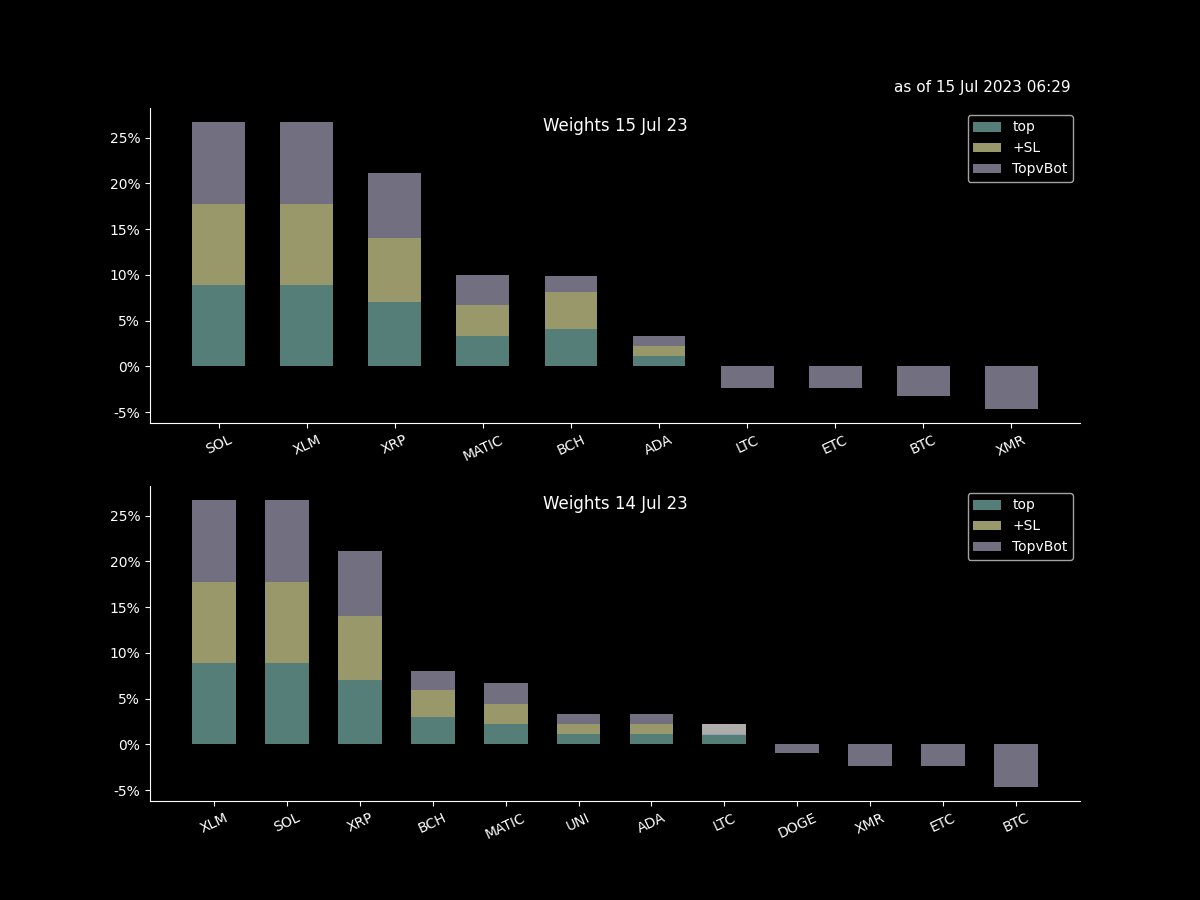 as of 15 Jul 2023 06:29
Weights 15 Jul 23
top
+SL
TopvBot
25%
20%
15%
10%
5%
0%
-5%
SOL XLM XRP MATIC BCH ADA LTC ETC BTC XMR
Weights 14 Jul 23
top
+SL
TopvBot
25%
20%
15%
10%
5%
0%
-5%
XLM SOL XRP BCH MATIC UNI ADA LTC DOGE XMR ETC BTC